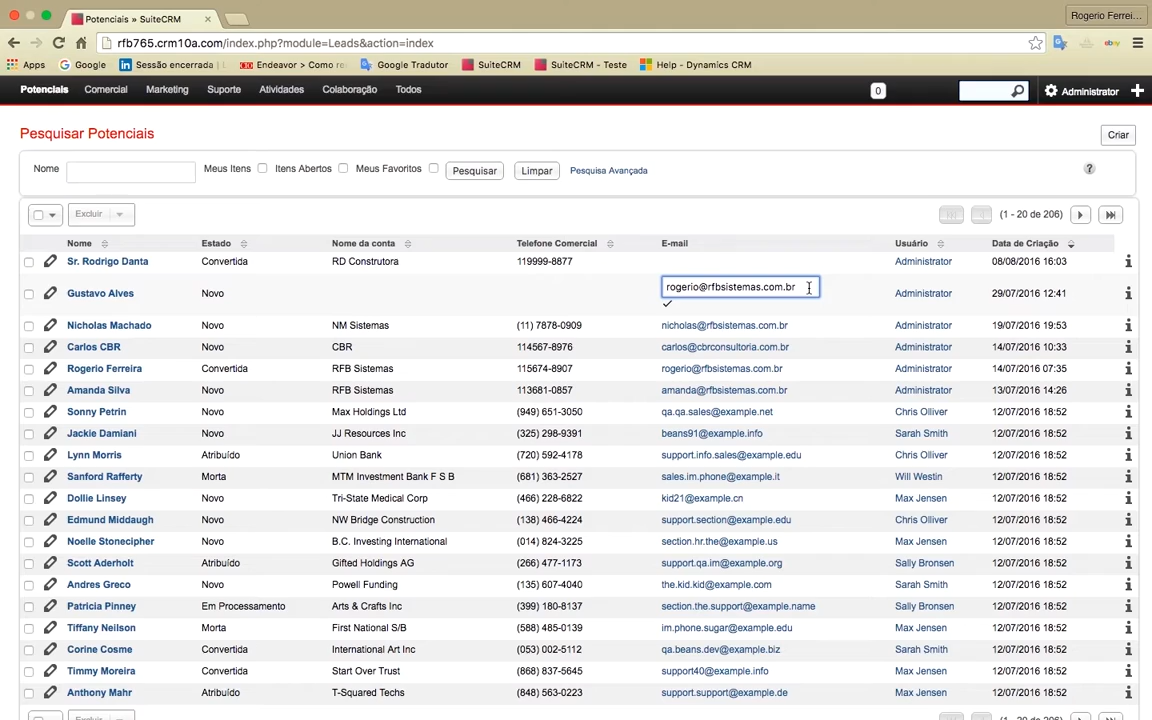 Potenciais » SuiteCRM
Rogerio Ferrei...
rfb765.crm10a.com/index.php?module=Leads&action=index
Apps Google Sessão encerrada | Endeavor > Como re Google Tradutor SuiteCRM SuiteCRM - Teste Help - Dynamics CRM
Potenciais Comercial Marketing Suporte Atividades Colaboração Todos 0 Administrator
Pesquisar Potenciais
Criar
Nome Meus Itens Itens Abertos Meus Favoritos Pesquisar Limpar Pesquisa Avançada ?
Excluir (1 - 20 de 206)
Nome Estado Nome da conta Telefone Comercial E-mail Usuário Data de Criação
Sr. Rodrigo Danta Convertida RD Construtora 119999-8877 Administrator 08/08/2016 16:03
Gustavo Alves Novo rogerio@rfbsistemas.com.br Administrator 29/07/2016 12:41
Nicholas Machado Novo NM Sistemas (11) 7878-0909 nicholas@rfbsistemas.com.br Administrator 19/07/2016 19:53
Carlos CBR Novo CBR 114567-8976 carlos@cbrconsultoria.com.br Administrator 14/07/2016 10:33
Rogerio Ferreira Convertida RFB Sistemas 115674-8907 rogerio@rfbsistemas.com.br Administrator 14/07/2016 07:35
Amanda Silva Novo RFB Sistemas 113681-0857 amanda@rfbsistemas.com.br Administrator 13/07/2016 14:26
Sonny Petrin Novo Max Holdings Ltd (949) 651-3050 qa.qa.sales@example.net Chris Olliver 12/07/2016 18:52
Jackie Damiani Novo JJ Resources Inc (325) 298-9391 beans91@example.info Sarah Smith 12/07/2016 18:52
Lynn Morris Atribuído Union Bank (720) 592-4178 support.info.sales@example.edu Chris Olliver 12/07/2016 18:52
Sanford Rafferty Morta MTM Investment Bank F S B (681) 363-2527 sales.im.phone@example.it Will Westin 12/07/2016 18:52
Dollie Linsey Novo Tri-State Medical Corp (466) 228-6822 kid21@example.cn Max Jensen 12/07/2016 18:52
Edmund Middaugh Novo NW Bridge Construction (138) 466-4224 support.section@example.edu Chris Olliver 12/07/2016 18:52
Noelle Stonecipher Novo B.C. Investing International (014) 824-3225 section.hr.the@example.us Max Jensen 12/07/2016 18:52
Scott Aderholt Atribuído Gifted Holdings AG (266) 477-1173 support.qa.im@example.org Sally Bronsen 12/07/2016 18:52
Andres Greco Novo Powell Funding (135) 607-4040 the.kid.kid@example.com Sarah Smith 12/07/2016 18:52
Patricia Pinney Em Processamento Arts & Crafts Inc (399) 180-8137 section.the.support@example.name Sally Bronsen 12/07/2016 18:52
Tiffany Neilson Morta First National S/B (588) 485-0139 im.phone.sugar@example.edu Max Jensen 12/07/2016 18:52
Corine Cosme Convertida International Art Inc (053) 002-5112 qa.beans.dev@example.biz Sarah Smith 12/07/2016 18:52
Timmy Moreira Convertida Start Over Trust (868) 837-5645 support40@example.info Max Jensen 12/07/2016 18:52
Anthony Mahr Atribuído T-Squared Techs (848) 563-0223 support.support@example.de Max Jensen 12/07/2016 18:52
Excluir (1 - 20 de 206)